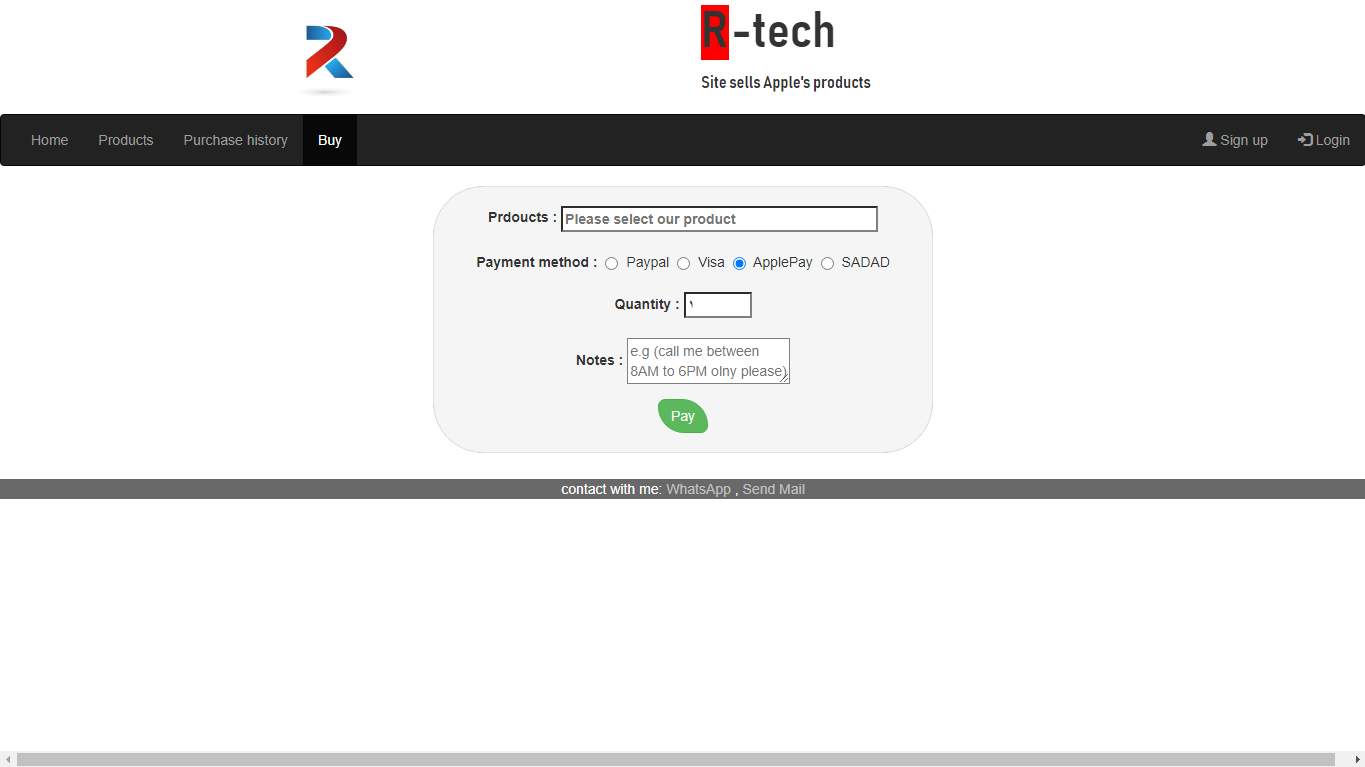 R-tech
Site sells Apple's products
Home Products Purchase history Buy Sign up Login
Prdoucts : Please select our product
Payment method : Paypal Visa ApplePay SADAD
Quantity : ١
Notes : e.g (call me between
8AM to 6PM olny please)
Pay
contact with me: WhatsApp , Send Mail